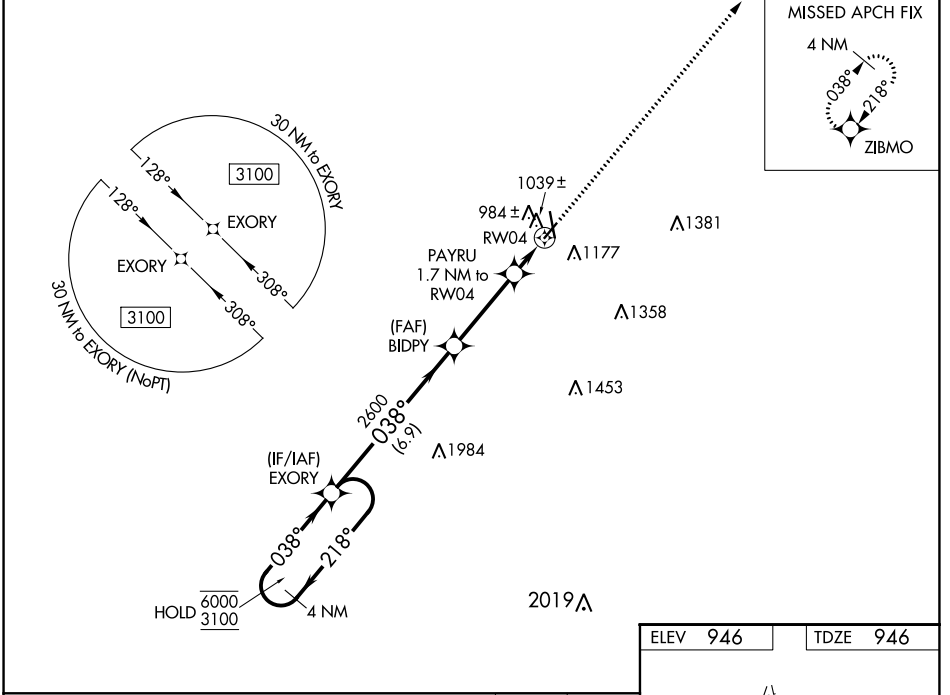 MISSED APCH FIX
4 NM
038°
218°
ZIBMO
30 NM to EXORY
128°
3100
EXORY
308°
128°
EXORY
308°
3100
30 NM to EXORY (NoPT)
1039 ±
984 ±
RW04
1381
1177
PAYRU
1.7 NM to
RW04
1358
(FAF)
BIDPY
1453
2600
038°
(6.9)
1984
(IF/IAF)
EXORY
038°
218°
HOLD
6000
3100
4 NM
2019
ELEV 946
TDZE 946